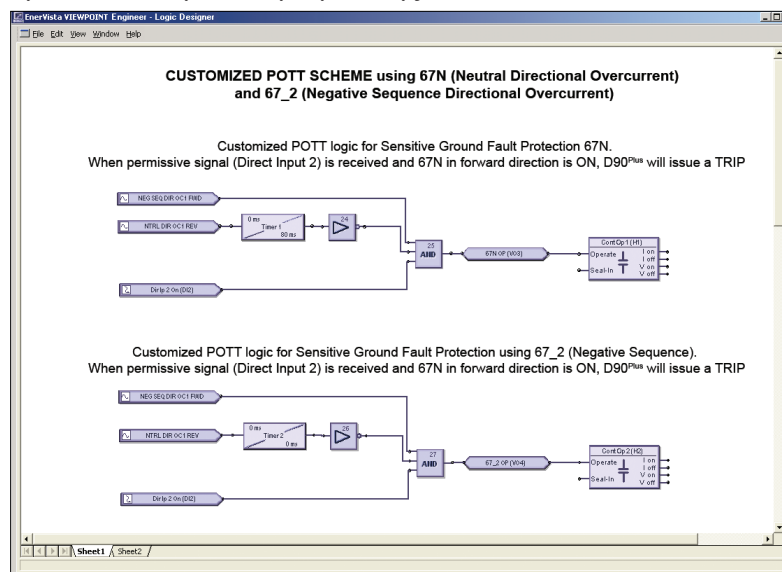 EnerVista VIEWPOINT Engineer - Logic Designer
File Edit View Window Help
CUSTOMIZED POTT SCHEME using 67N (Neutral Directional Overcurrent)
and 67_2 (Negative Sequence Directional Overcurrent)
Customized POTT logic for Sensitive Ground Fault Protection 67N.
When permissive signal (Direct Input 2) is received and 67N in forward direction is ON, D90Plus will issue a TRIP
NEG SEQ DIR OC1 FWD
NTRL DIR OC1 REV
0 ms
Timer 1
80 ms
24
25
AND
67N OP (VO3)
ContOp1 (H1)
Operate
Seal-In
I on
I off
V on
V off
DirIp 2 On (DI2)
Customized POTT logic for Sensitive Ground Fault Protection using 67_2 (Negative Sequence).
When permissive signal (Direct Input 2) is received and 67N in forward direction is ON, D90Plus will issue a TRIP
NEG SEQ DIR OC1 FWD
NTRL DIR OC1 REV
0 ms
Timer 2
0 ms
26
27
AND
67_2 OP (VO4)
ContOp2 (H2)
Operate
Seal-In
I on
I off
V on
V off
DirIp 2 On (DI2)
Sheet1 Sheet2